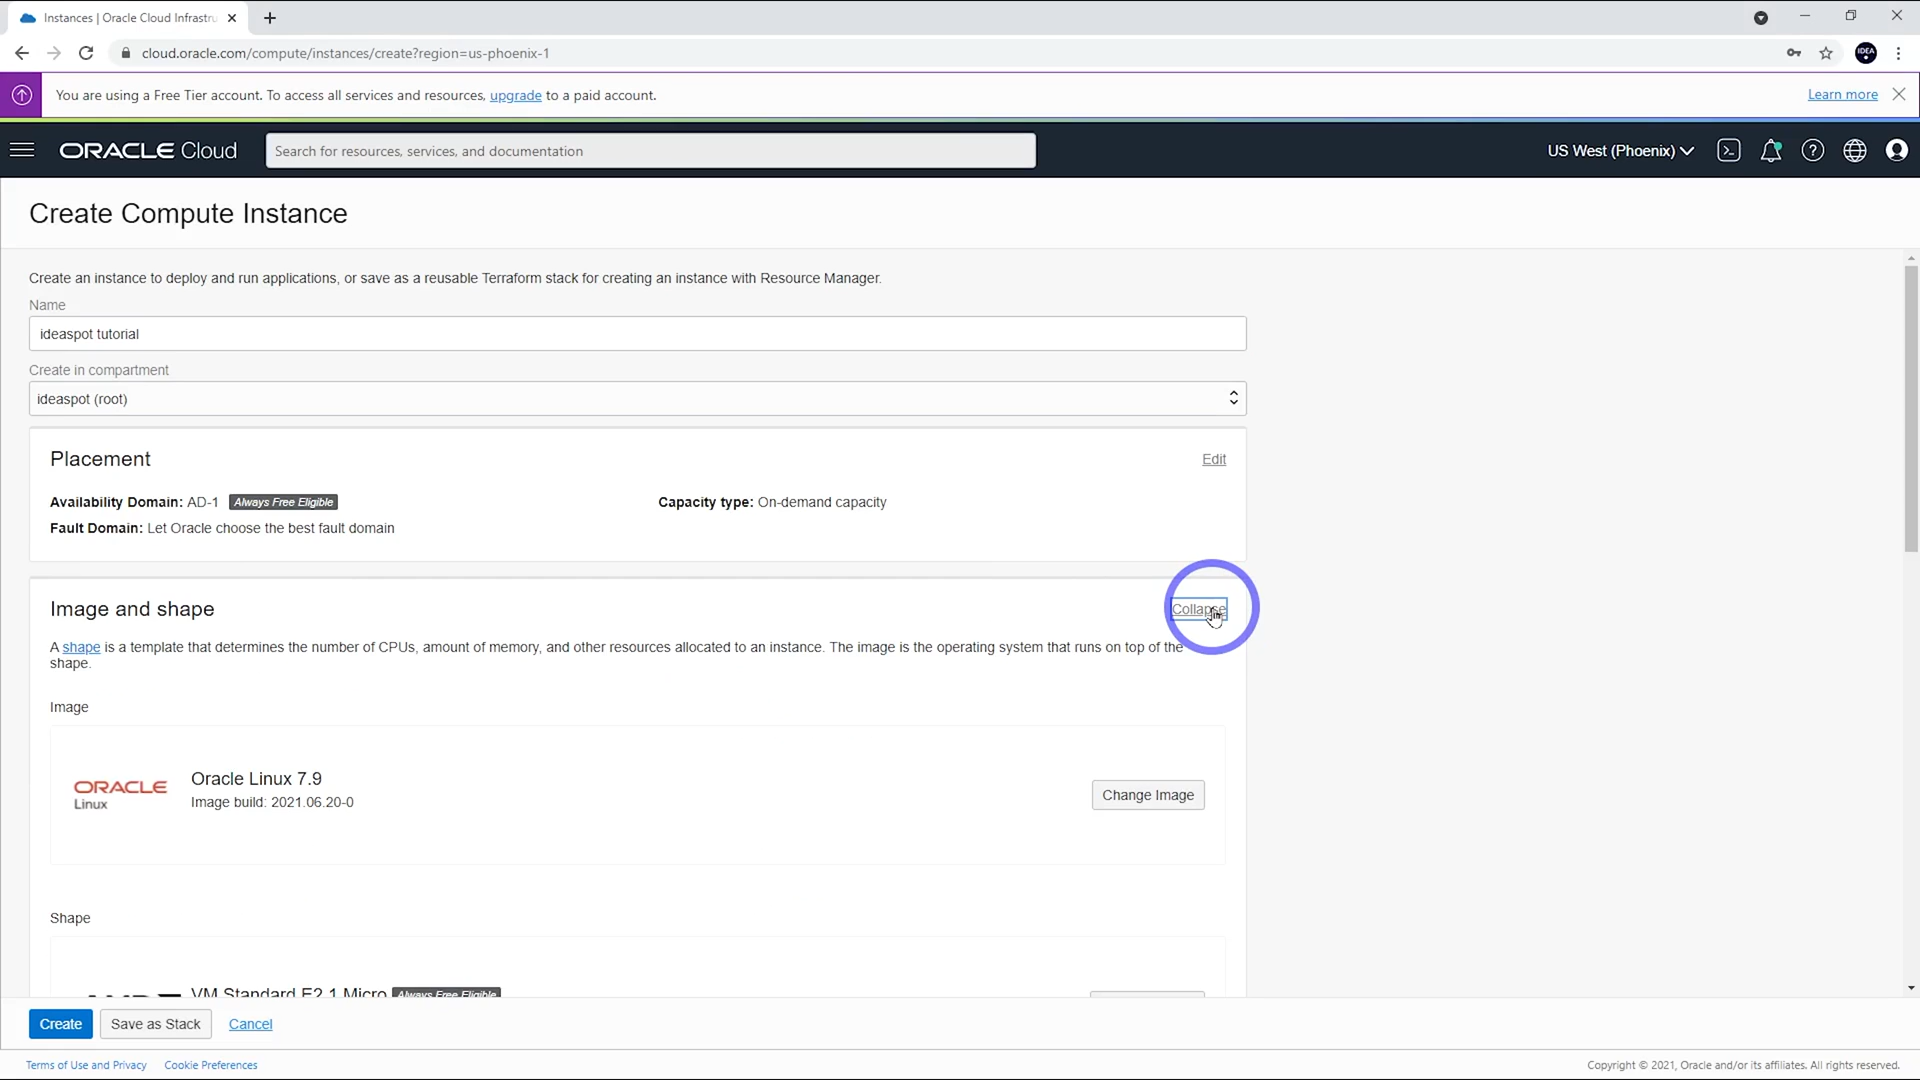 Instances | Oracle Cloud Infrastru
cloud.oracle.com/compute/instances/create?region=us-phoenix-1
IDEA
You are using a Free Tier account. To access all services and resources, upgrade to a paid account.
Learn more
ORACLE Cloud
Search for resources, services, and documentation
US West (Phoenix)
Create Compute Instance
Create an instance to deploy and run applications, or save as a reusable Terraform stack for creating an instance with Resource Manager.
Name
ideaspot tutorial
Create in compartment
ideaspot (root)
Placement
Edit
Availability Domain: AD-1 Always Free Eligible
Capacity type: On-demand capacity
Fault Domain: Let Oracle choose the best fault domain
Image and shape
Collapse
A shape is a template that determines the number of CPUs, amount of memory, and other resources allocated to an instance. The image is the operating system that runs on top of the
shape.
Image
ORACLE
Linux
Oracle Linux 7.9
Image build: 2021.06.20-0
Change Image
Shape
VM.Standard.E2.1.Micro Always Free Eligible
Create
Save as Stack
Cancel
Terms of Use and Privacy
Cookie Preferences
Copyright © 2021, Oracle and/or its affiliates. All rights reserved.